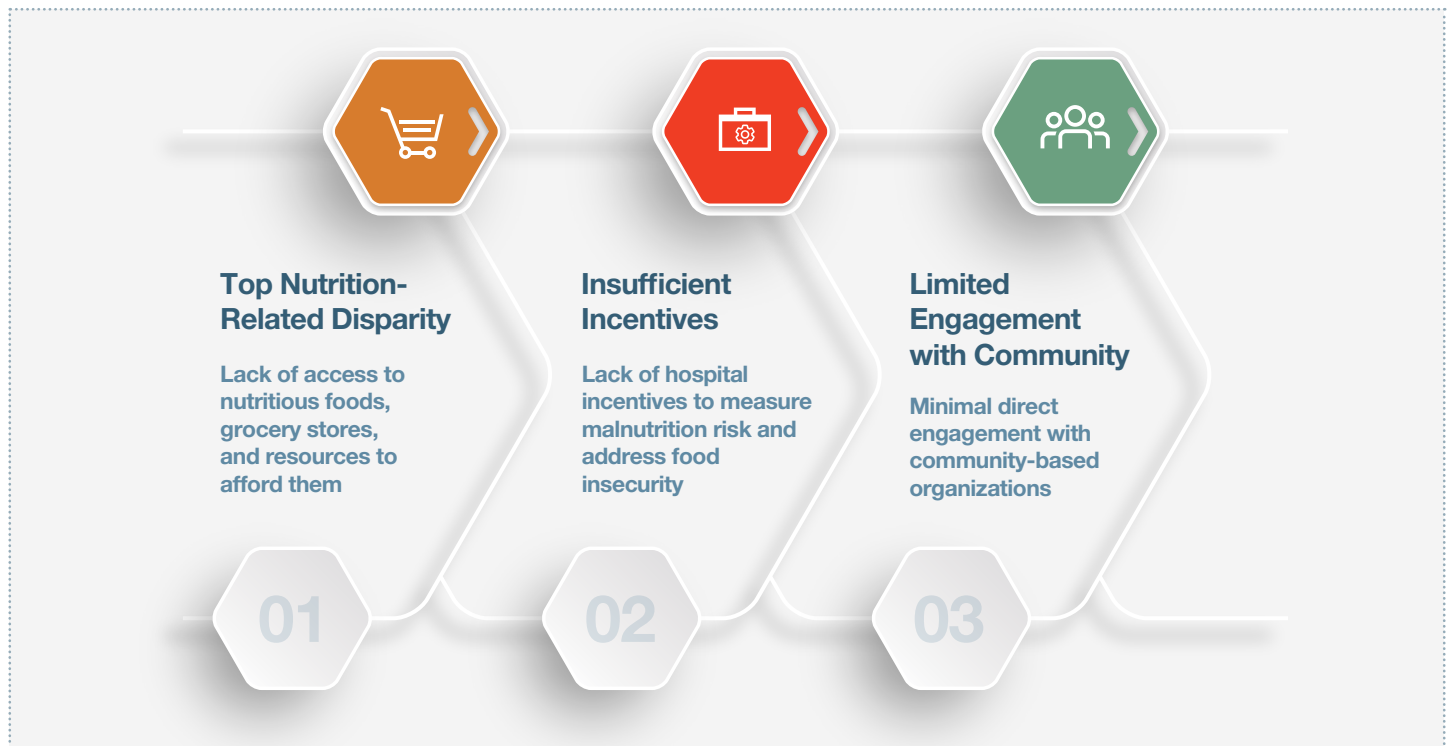 Top Nutrition-
Related Disparity
Lack of access to
nutritious foods,
grocery stores,
and resources to
afford them
01
Insufficient
Incentives
Lack of hospital
incentives to measure
malnutrition risk and
address food
insecurity
02
Limited
Engagement
with Community
Minimal direct
engagement with
community-based
organizations
03